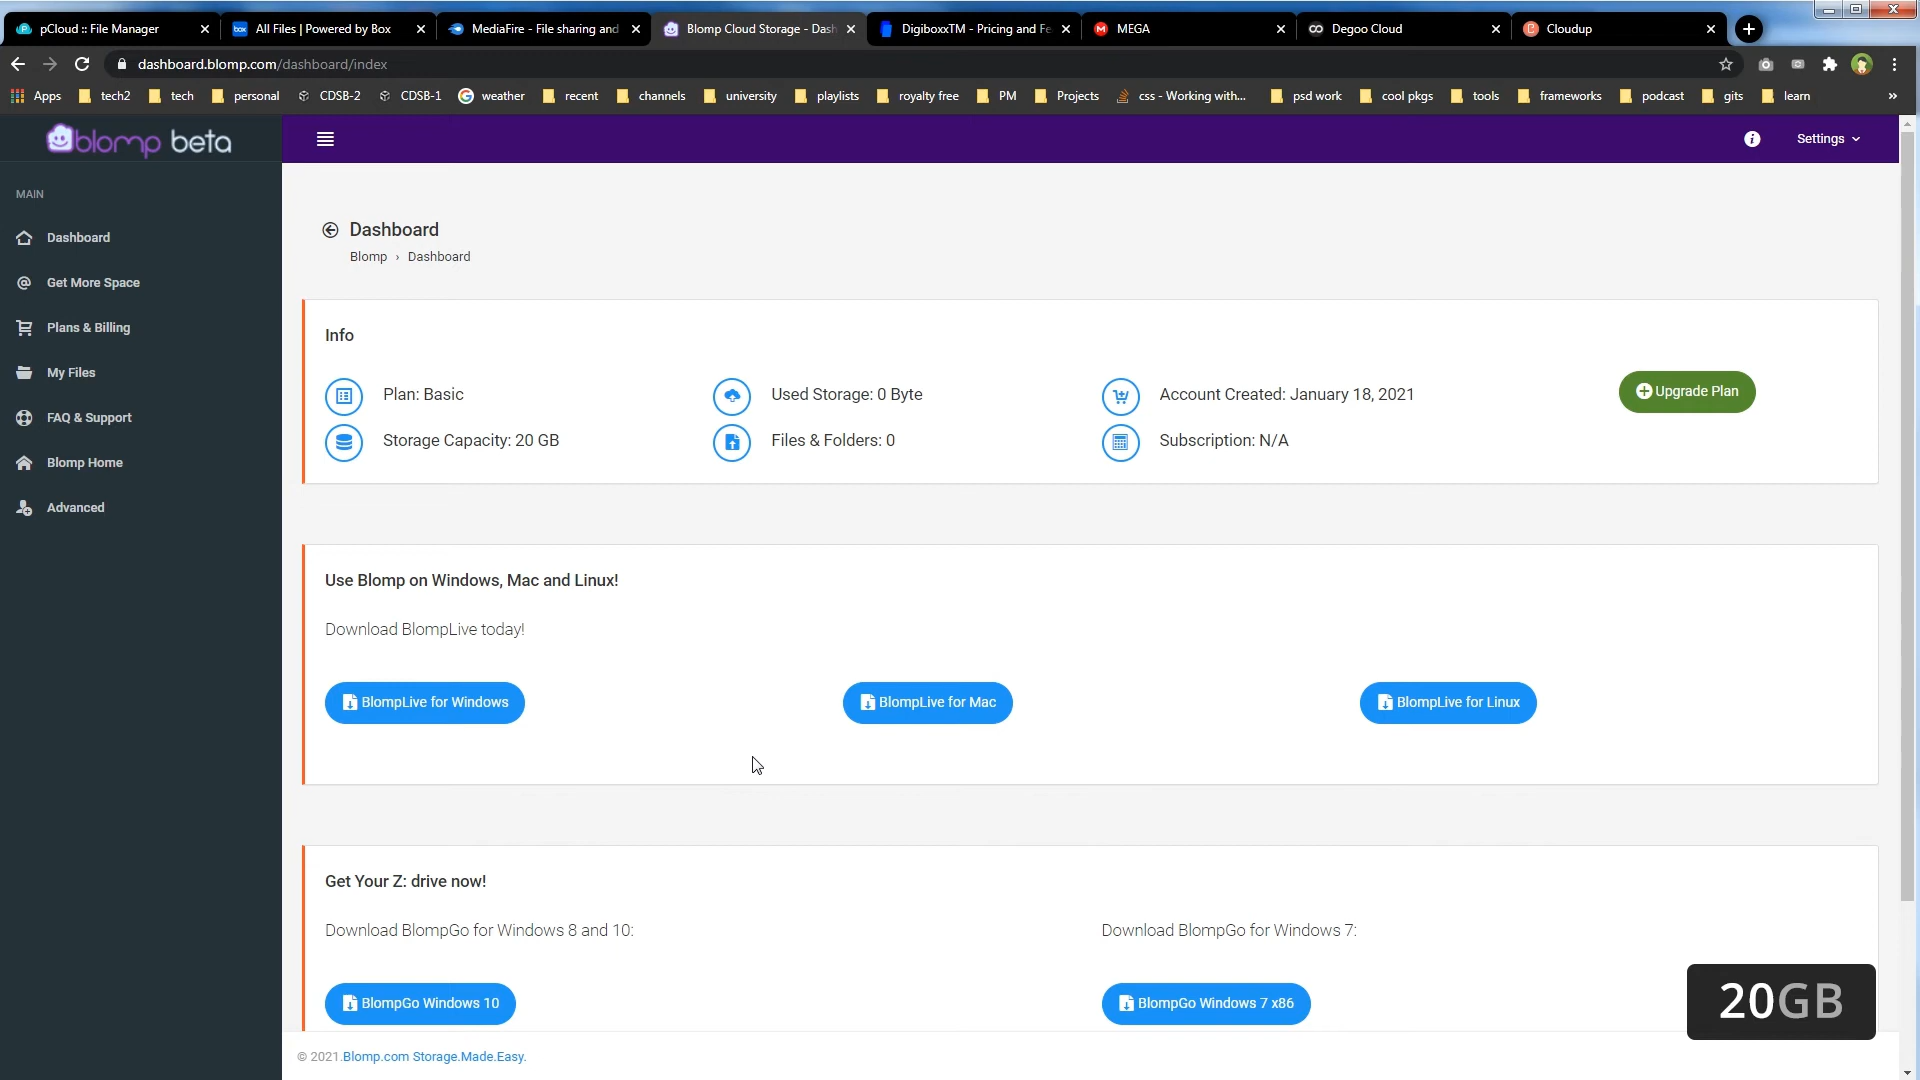 pCloud :: File Manager
All Files | Powered by Box
MediaFire - File sharing and
Blomp Cloud Storage - Dash
DigiboxxTM - Pricing and Fe
MEGA
Degoo Cloud
Cloudup
dashboard.blomp.com/dashboard/index
Apps
tech2
tech
personal
CDSB-2
CDSB-1
weather
recent
channels
university
playlists
royalty free
PM
Projects
css - Working with...
psd work
cool pkgs
tools
frameworks
podcast
gits
learn
»
blomp beta
Settings
MAIN
Dashboard
Get More Space
Plans & Billing
My Files
FAQ & Support
Blomp Home
Advanced
Dashboard
Blomp › Dashboard
Info
Plan: Basic
Used Storage: 0 Byte
Account Created: January 18, 2021
Upgrade Plan
Storage Capacity: 20 GB
Files & Folders: 0
Subscription: N/A
Use Blomp on Windows, Mac and Linux!
Download BlompLive today!
BlompLive for Windows
BlompLive for Mac
BlompLive for Linux
Get Your Z: drive now!
Download BlompGo for Windows 8 and 10:
Download BlompGo for Windows 7:
BlompGo Windows 10
BlompGo Windows 7 x86
20GB
© 2021.Blomp.com Storage.Made.Easy.